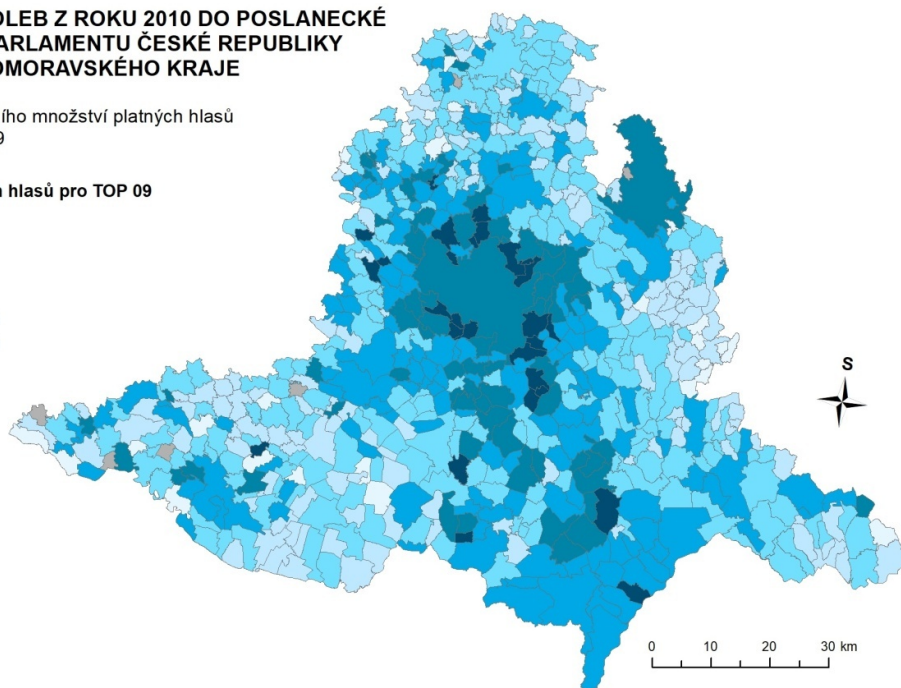 OLEB Z ROKU 2010 DO POSLANECKÉ
ARLAMENTU ČESKÉ REPUBLIKY
OMORAVSKÉHO KRAJE
ího množství platných hlasů
9
hlasů pro TOP 09
S
0 10 20 30 km